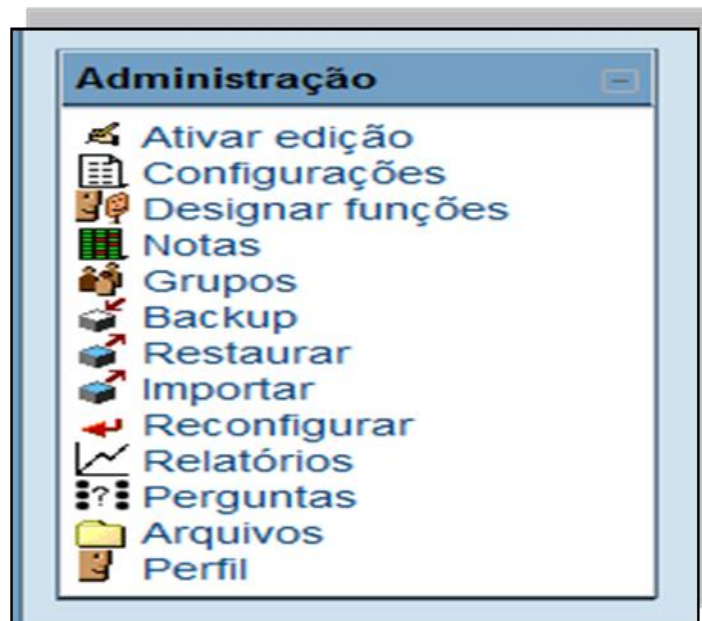 Administração
Ativar edição
Configurações
Designar funções
Notas
Grupos
Backup
Restaurar
Importar
Reconfigurar
Relatórios
Perguntas
Arquivos
Perfil